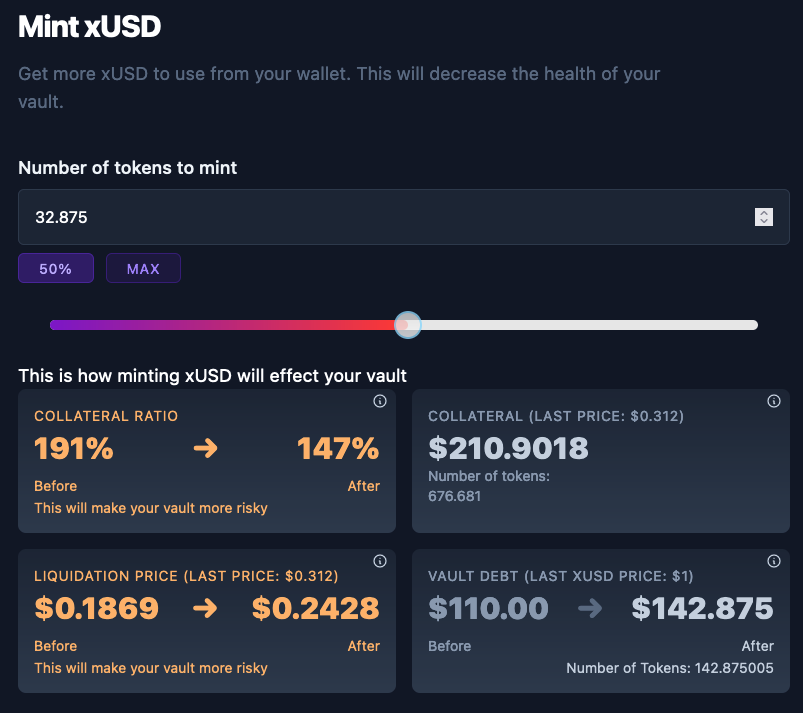 Mint xUSD
Get more xUSD to use from your wallet. This will decrease the health of your
vault.
Number of tokens to mint
32.875
50%
MAX
This is how minting xUSD will effect your vault
COLLATERAL RATIO
191% → 147%
Before After
This will make your vault more risky
COLLATERAL (LAST PRICE: $0.312)
$210.9018
Number of tokens:
676.681
LIQUIDATION PRICE (LAST PRICE: $0.312)
$0.1869 → $0.2428
Before After
This will make your vault more risky
VAULT DEBT (LAST XUSD PRICE: $1)
$110.00 → $142.875
Before After
Number of Tokens: 142.875005